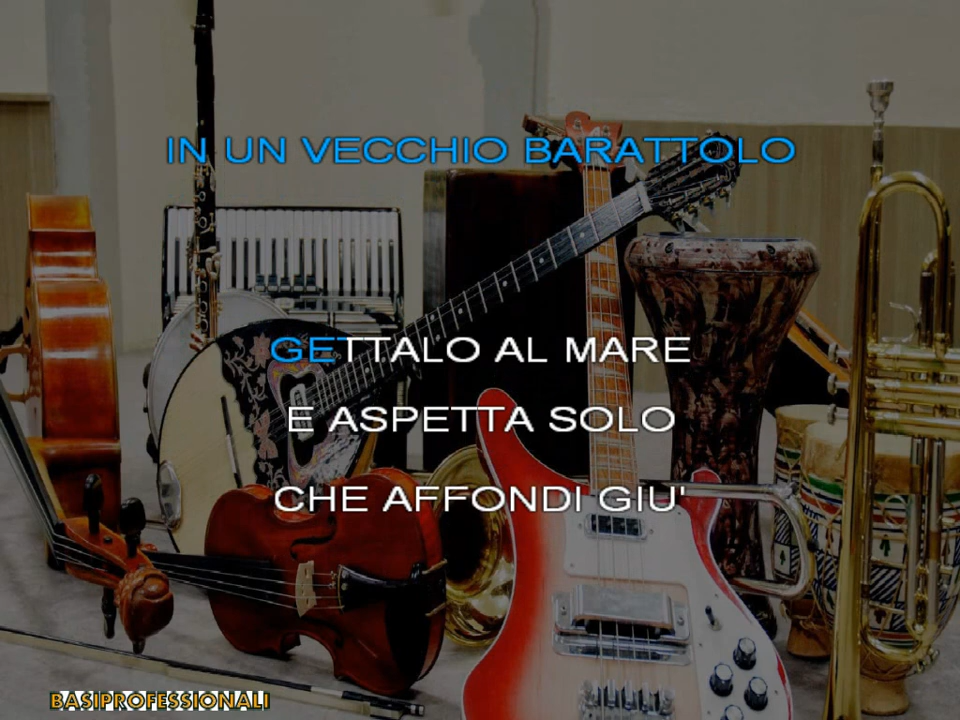 IN UN VECCHIO BARATTOLO
GETTALO AL MARE
E ASPETTA SOLO
CHE AFFONDI GIU'
BASIPROFESSIONALI